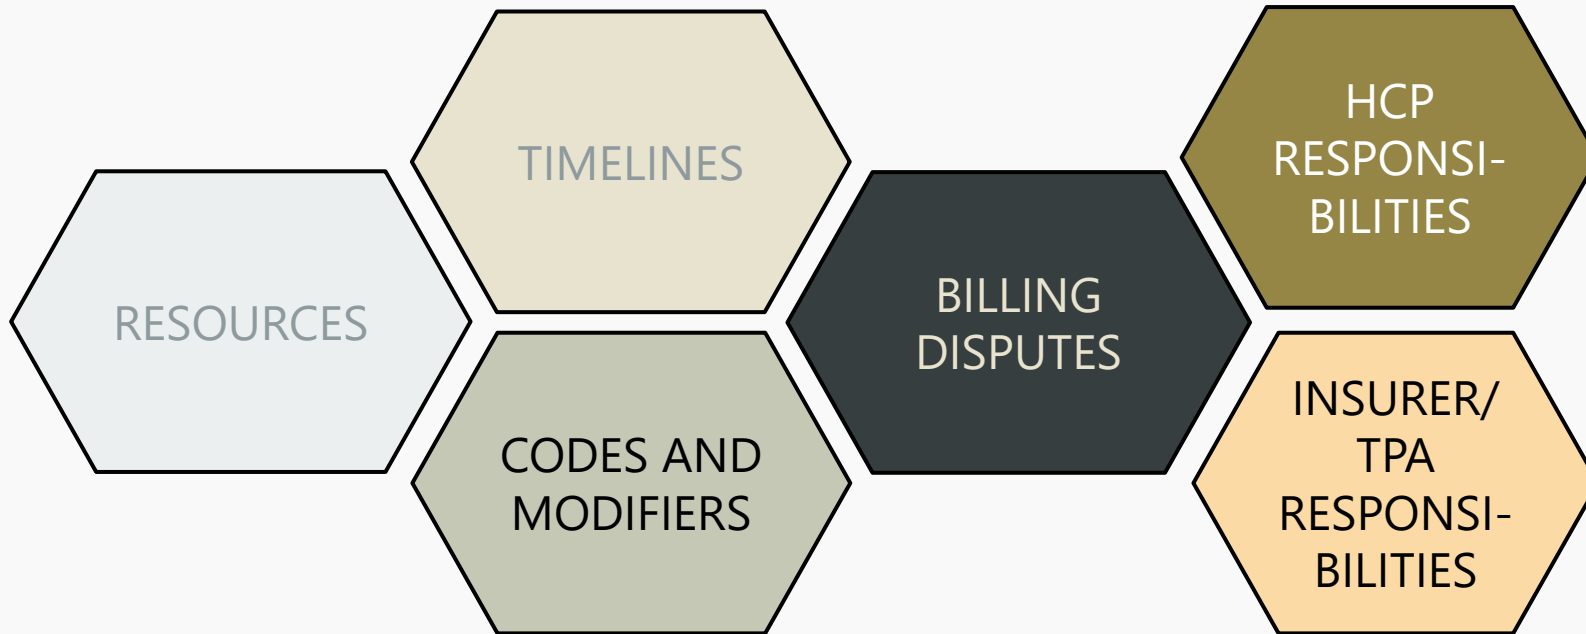 RESOURCES
TIMELINES
CODES AND
MODIFIERS
BILLING
DISPUTES
HCP
RESPONSI-
BILITIES
INSURER/
TPA
RESPONSI-
BILITIES